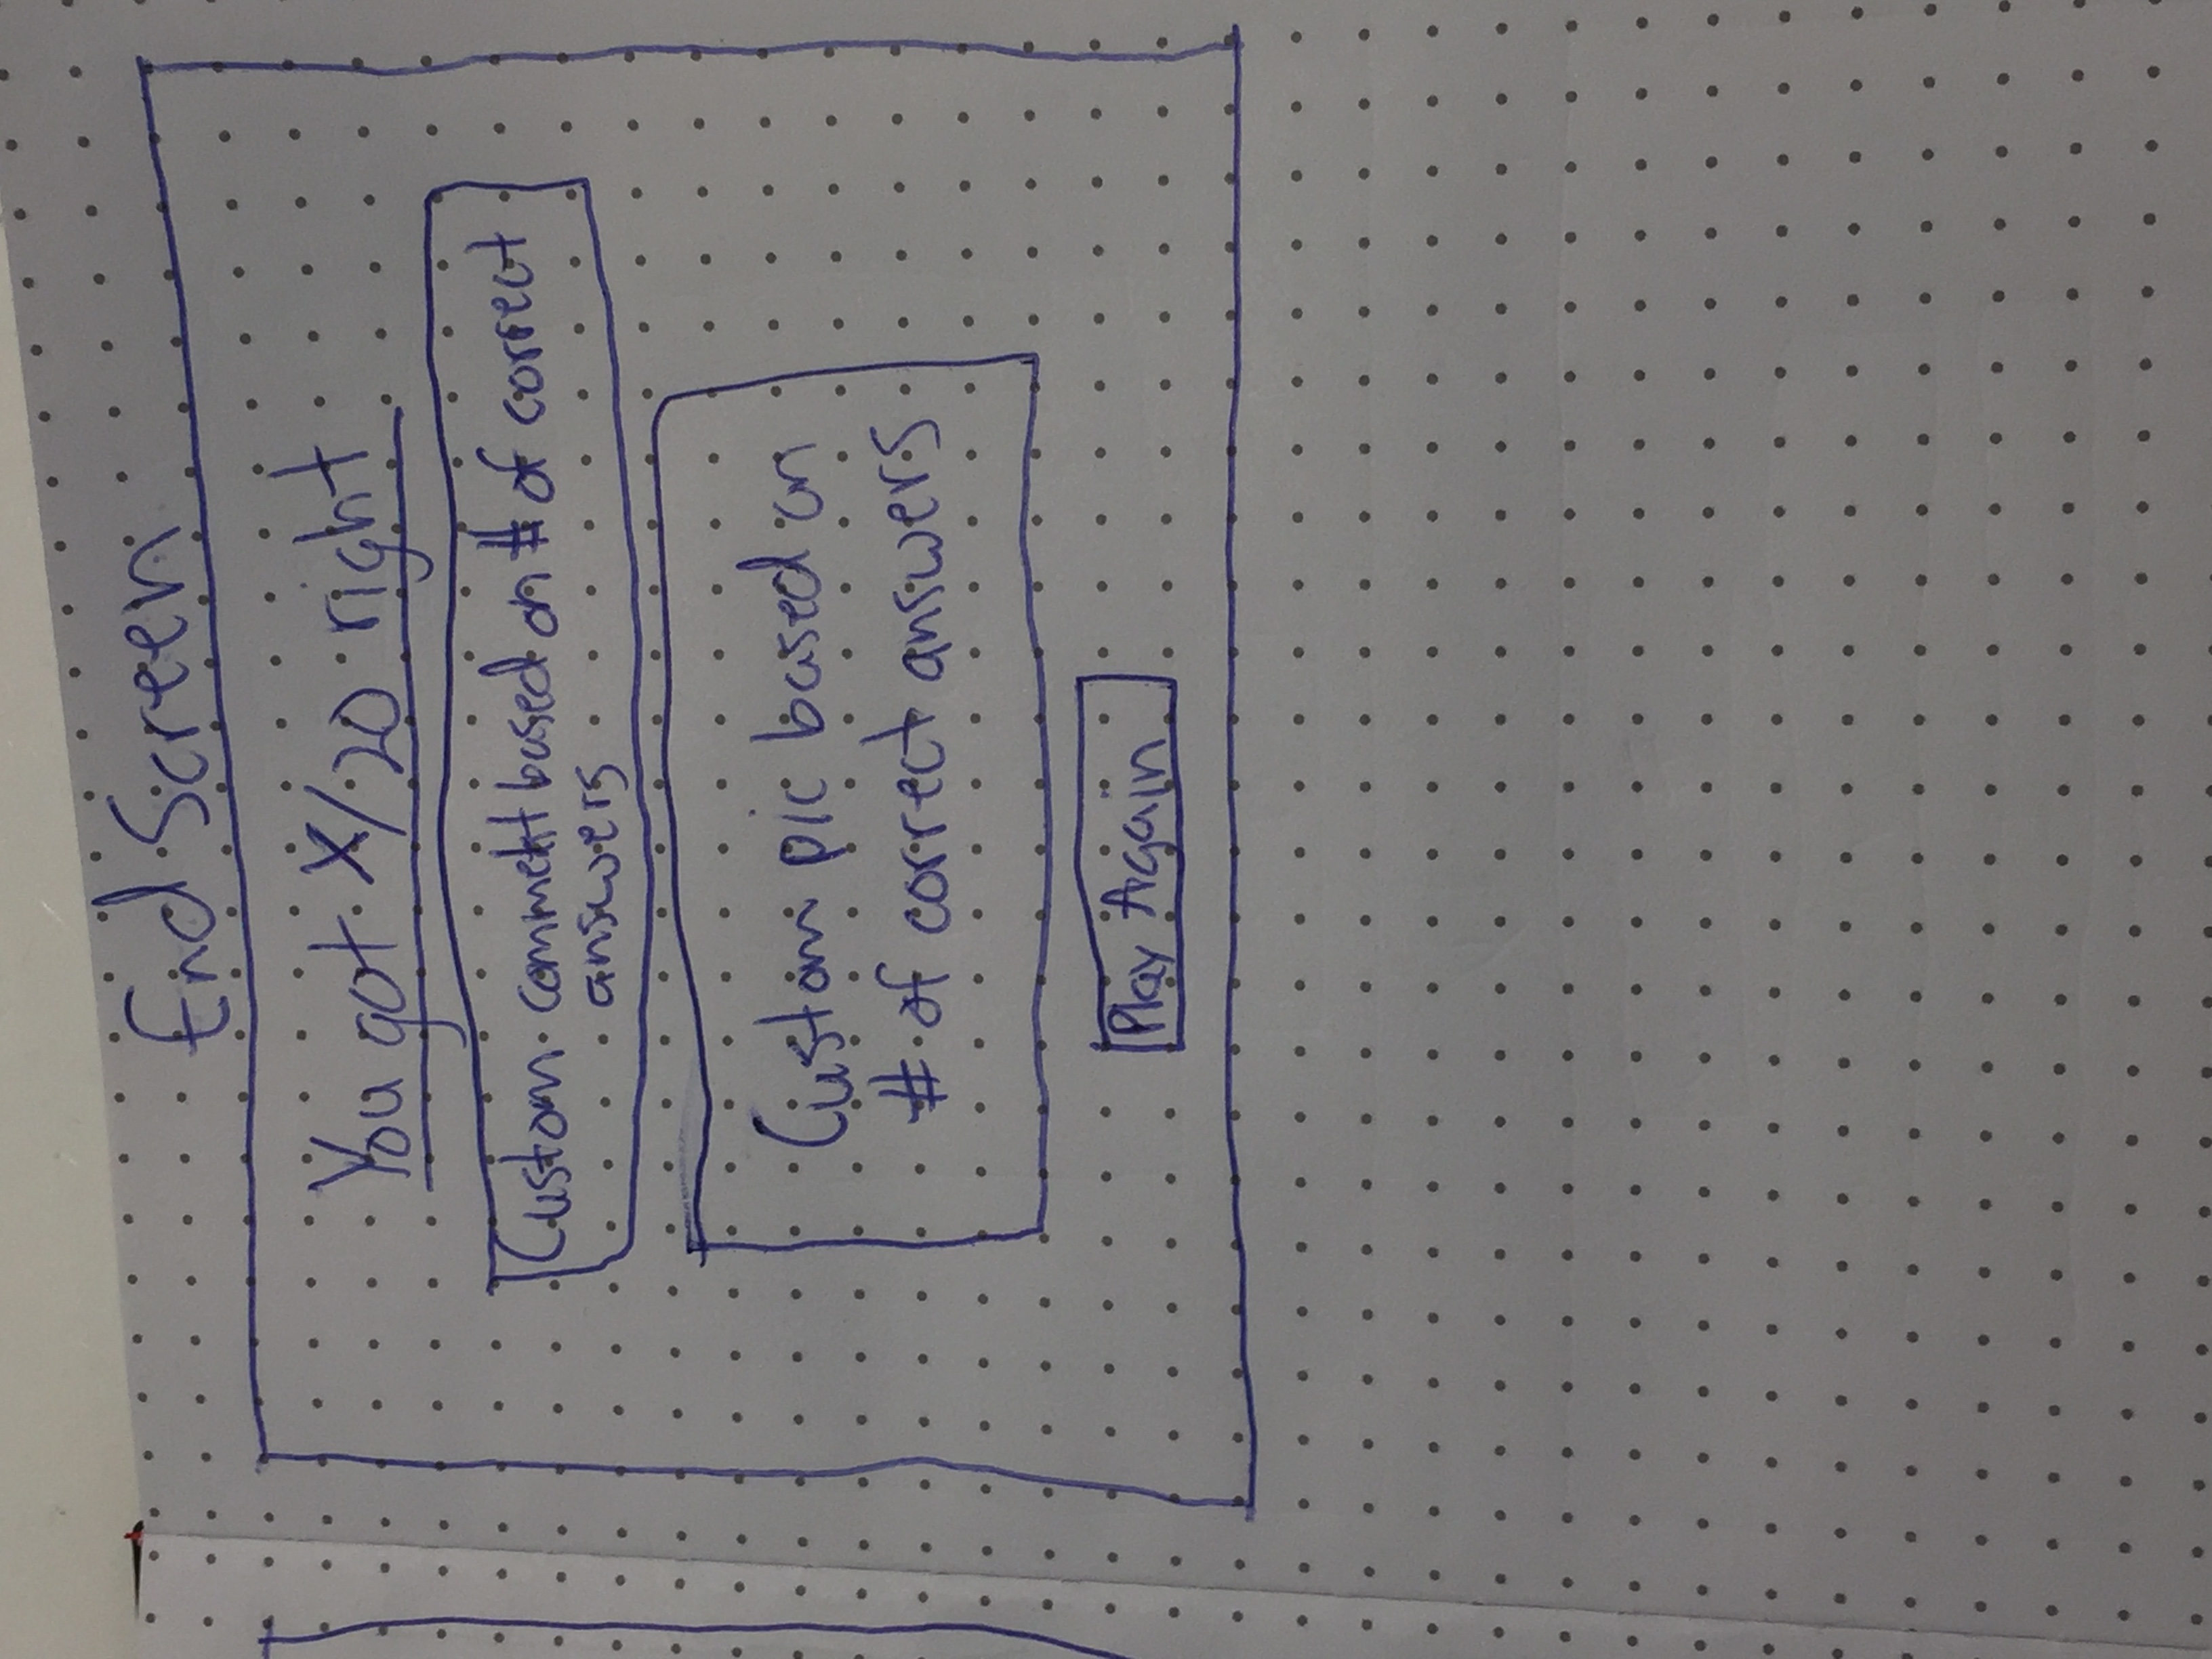 End Screen
You got X/20 right
Custom comment based on # of correct
answers
Custom pic based on
# of correct answers
Play Again